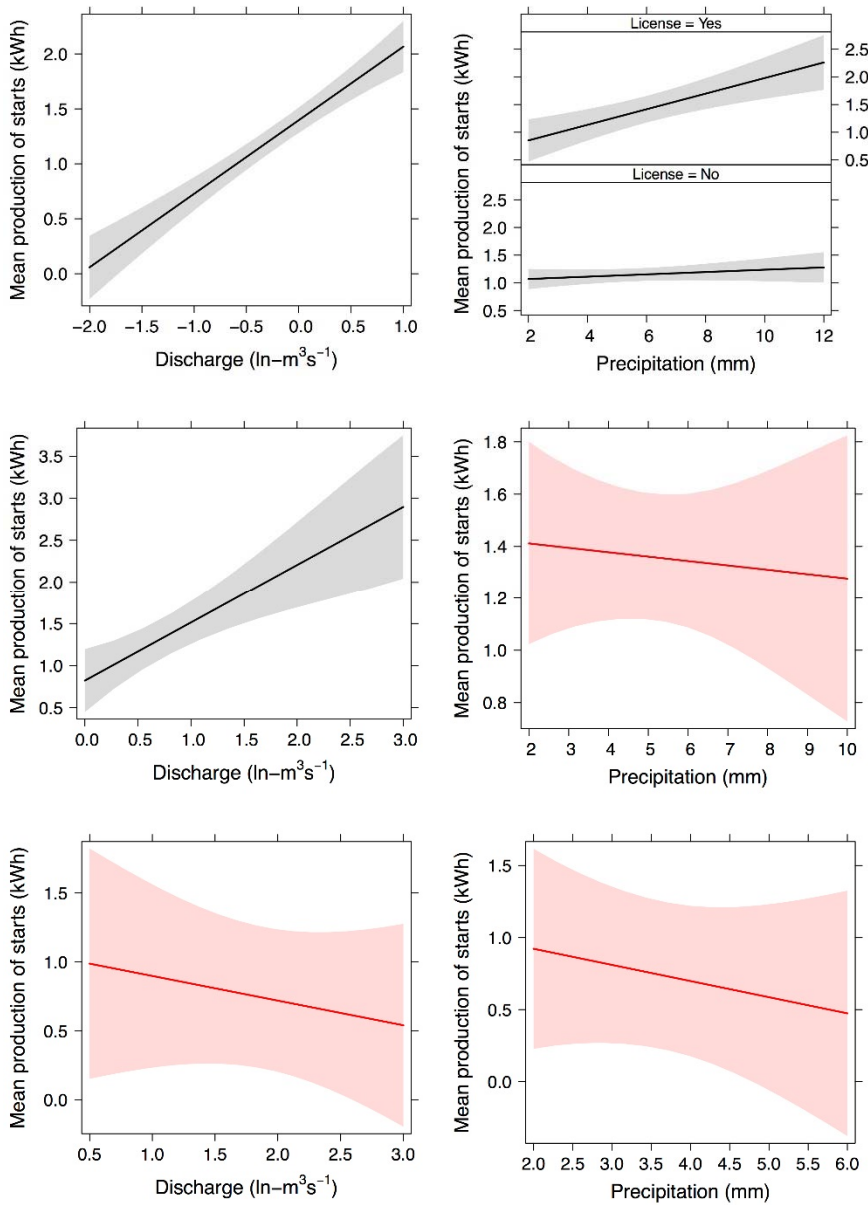 Mean production of starts (kWh)
2.0
1.5
1.0
0.5
0.0
−2.0 −1.5 −1.0 −0.5 0.0 0.5 1.0
Discharge (ln−m³s⁻¹)
Mean production of starts (kWh)
License = Yes
2.5
2.0
1.5
1.0
0.5
License = No
2.5
2.0
1.5
1.0
0.5
2 4 6 8 10 12
Precipitation (mm)
Mean production of starts (kWh)
3.5
3.0
2.5
2.0
1.5
1.0
0.5
0.0 0.5 1.0 1.5 2.0 2.5 3.0
Discharge (ln−m³s⁻¹)
Mean production of starts (kWh)
1.8
1.6
1.4
1.2
1.0
0.8
2 3 4 5 6 7 8 9 10
Precipitation (mm)
Mean production of starts (kWh)
1.5
1.0
0.5
0.0
0.5 1.0 1.5 2.0 2.5 3.0
Discharge (ln−m³s⁻¹)
Mean production of starts (kWh)
1.5
1.0
0.5
0.0
2.0 2.5 3.0 3.5 4.0 4.5 5.0 5.5 6.0
Precipitation (mm)